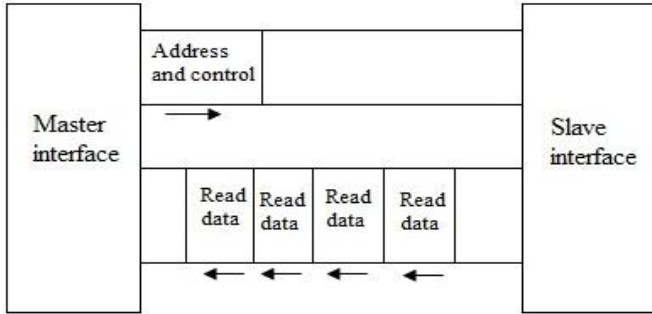 Address
and control
Master
interface
Slave
interface
Read
data
Read
data
Read
data
Read
data